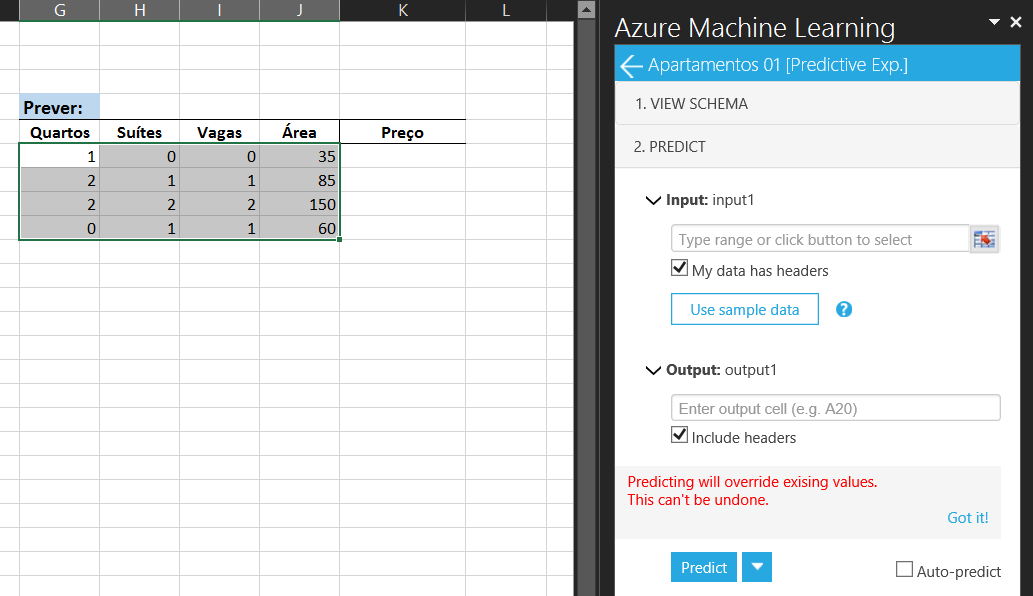 G H I J K L
Prever:
Quartos Suítes Vagas Área Preço
1 0 0 35
2 1 1 85
2 2 2 150
0 1 1 60
Azure Machine Learning
Apartamentos 01 [Predictive Exp.]
1. VIEW SCHEMA
2. PREDICT
Input: input1
Type range or click button to select
My data has headers
Use sample data ?
Output: output1
Enter output cell (e.g. A20)
Include headers
Predicting will override exising values.
This can't be undone.
Got it!
Predict Auto-predict